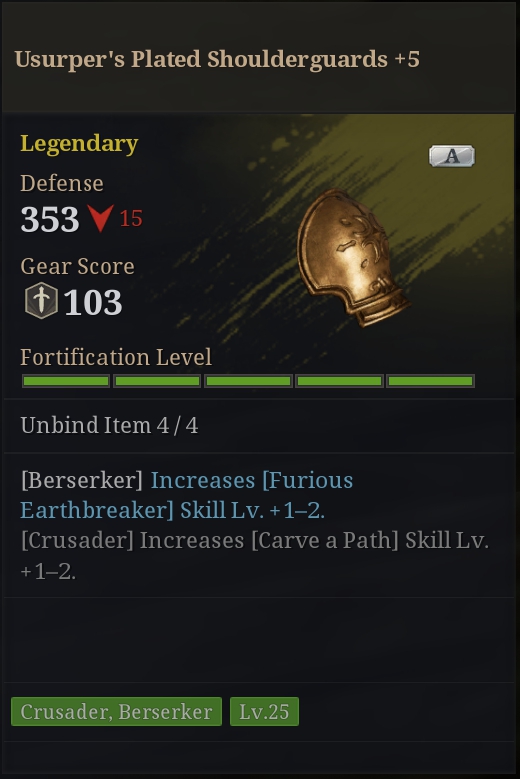 Usurper's Plated Shoulderguards +5
Legendary
A
Defense
353 15
Gear Score
103
Fortification Level
Unbind Item 4 / 4
[Berserker] Increases [Furious
Earthbreaker] Skill Lv. +1–2.
[Crusader] Increases [Carve a Path] Skill Lv.
+1–2.
Crusader, Berserker Lv.25